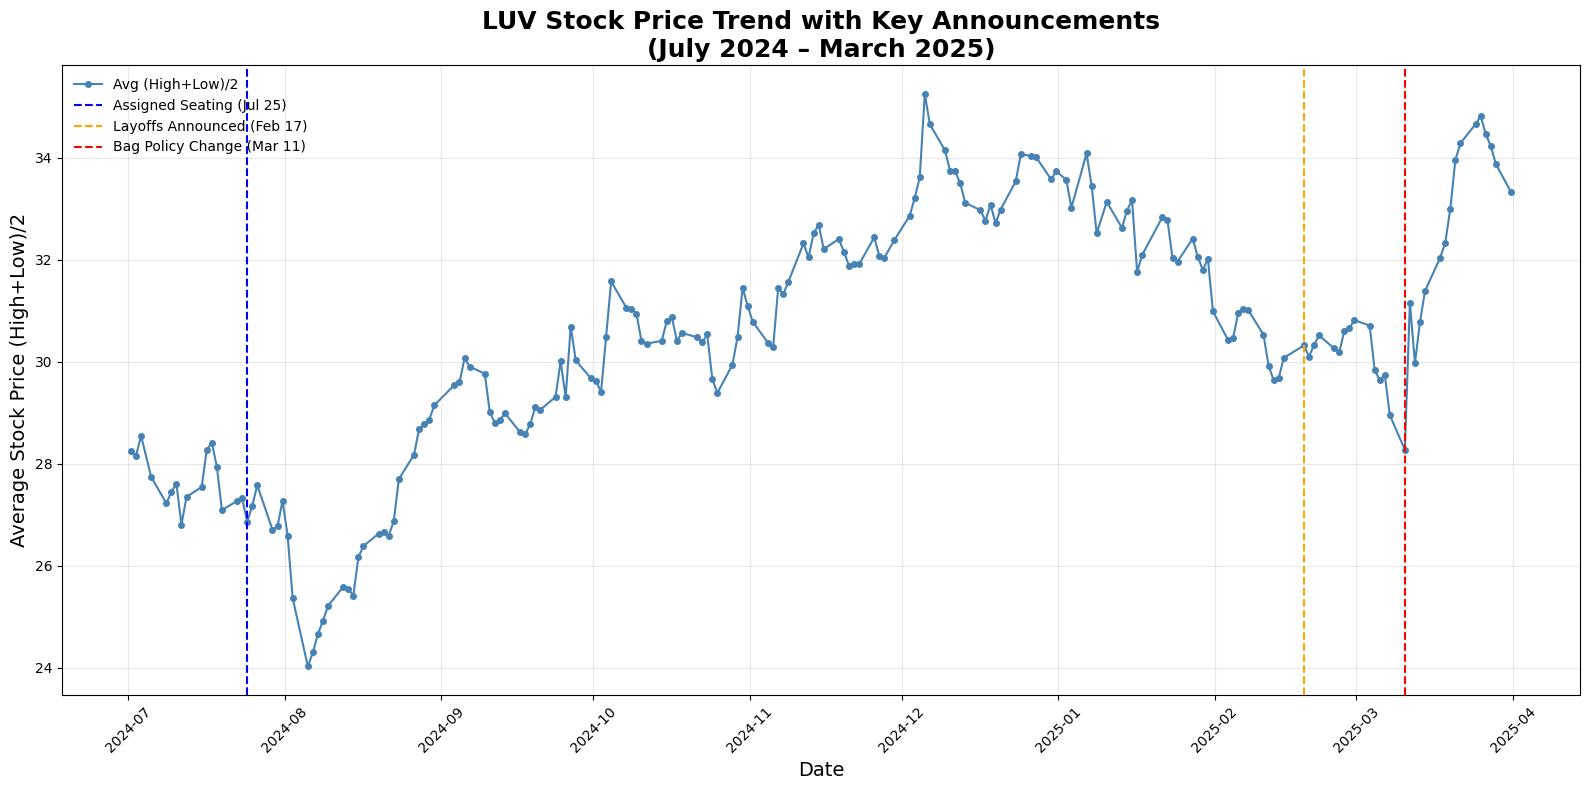 LUV Stock Price Trend with Key Announcements
(July 2024 – March 2025)
Avg (High+Low)/2
Assigned Seating (Jul 25)
Layoffs Announced (Feb 17)
Bag Policy Change (Mar 11)
Average Stock Price (High+Low)/2
34
32
30
28
26
24
2024-07
2024-08
2024-09
2024-10
2024-11
2024-12
2025-01
2025-02
2025-03
2025-04
Date